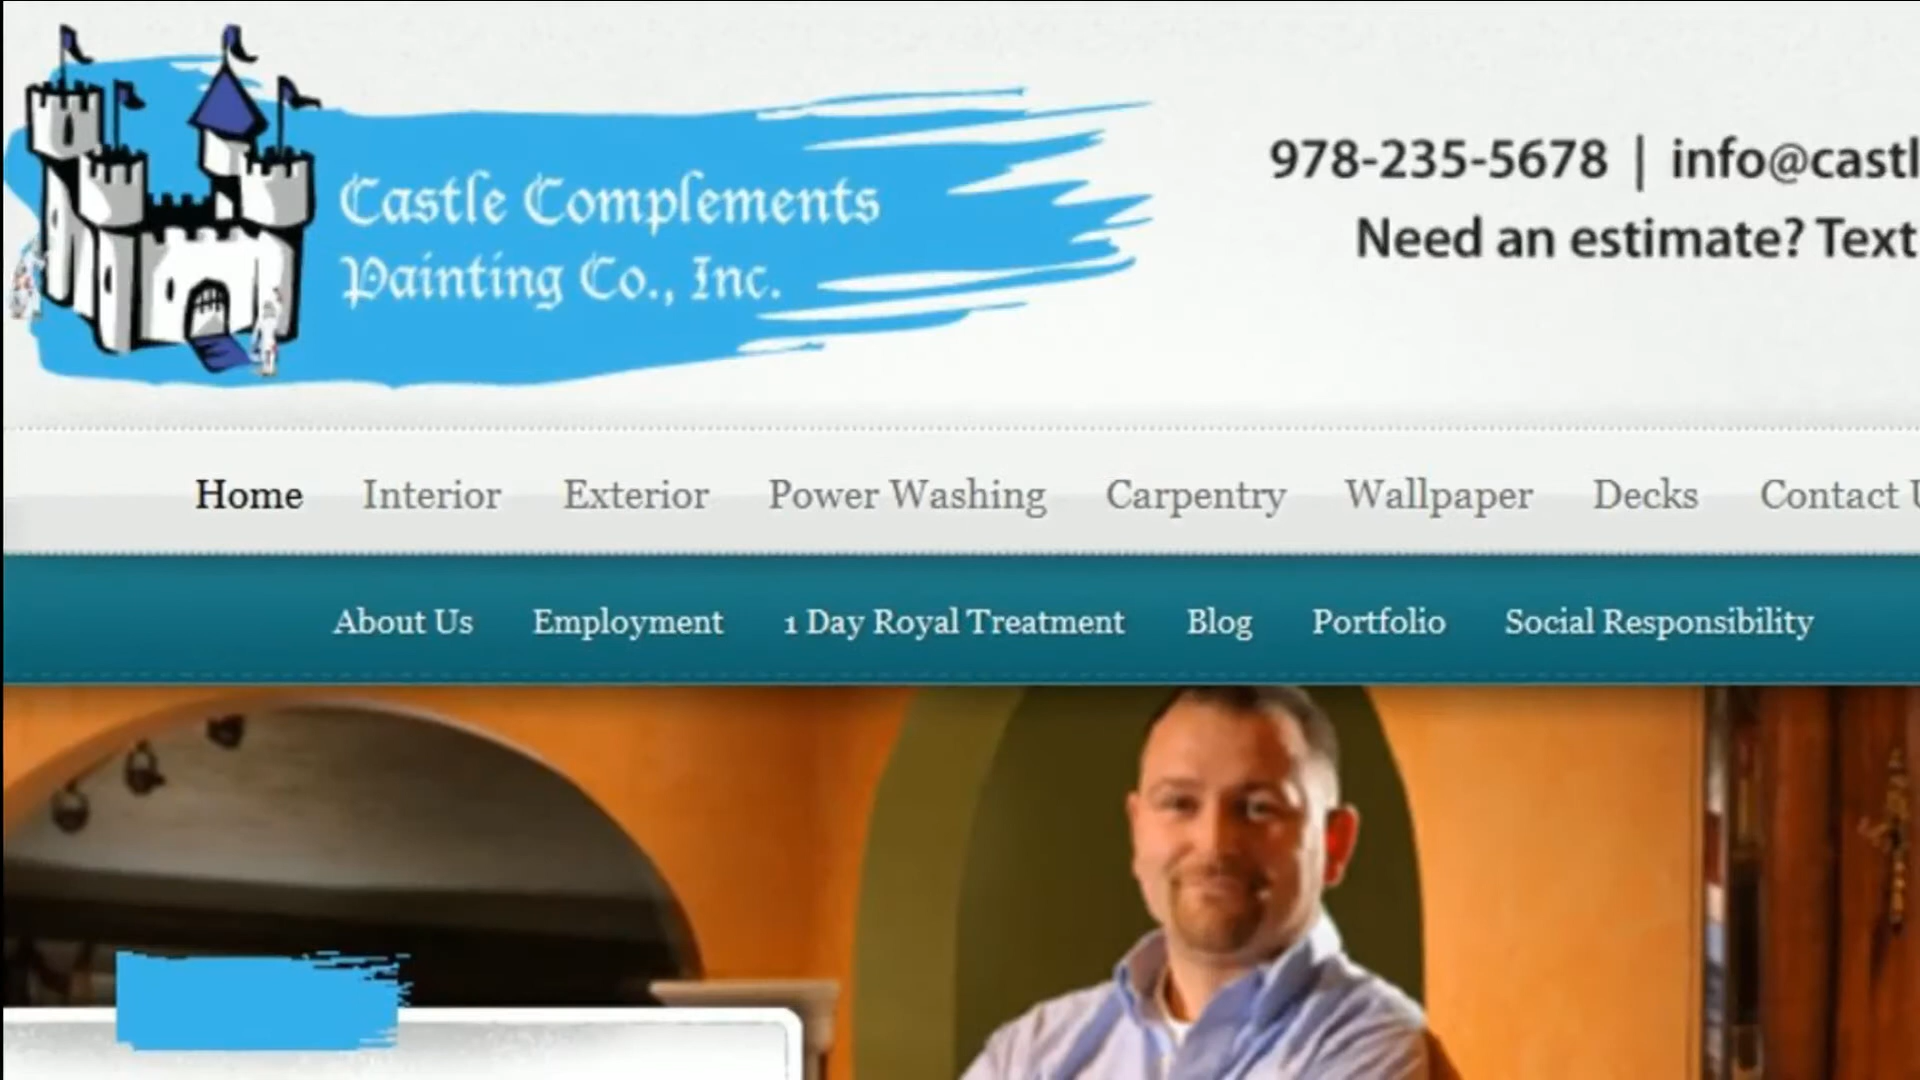 Castle Complements
Painting Co., Inc.
978-235-5678 | info@castl
Need an estimate? Text
Home Interior Exterior Power Washing Carpentry Wallpaper Decks Contact U
About Us Employment 1 Day Royal Treatment Blog Portfolio Social Responsibility